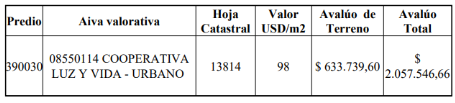 Predio Aiva valorativa Hoja Catastral Valor USD/m2 Avalúo de Terreno Avalúo Total
390030 08550114 COOPERATIVA LUZ Y VIDA - URBANO 13814 98 $ 633.739,60 $ 2.057.546,66